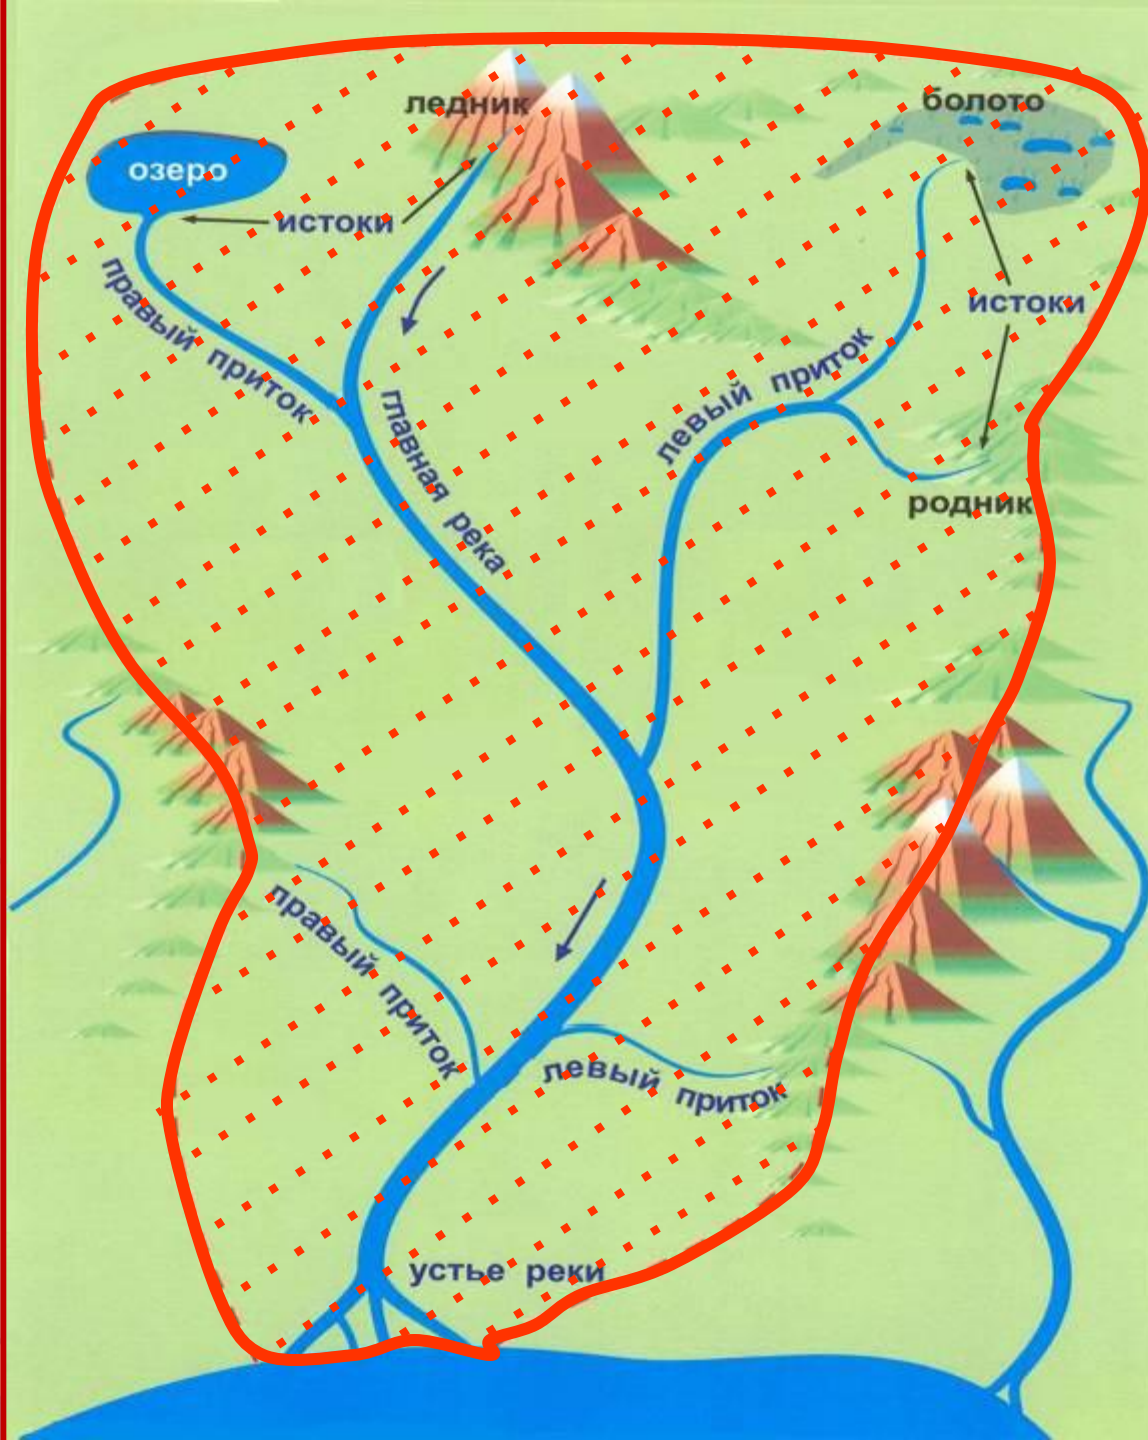 ледник
болото
озеро
истоки
правый приток
истоки
левый приток
главная река
родник
правый приток
левый приток
устье реки